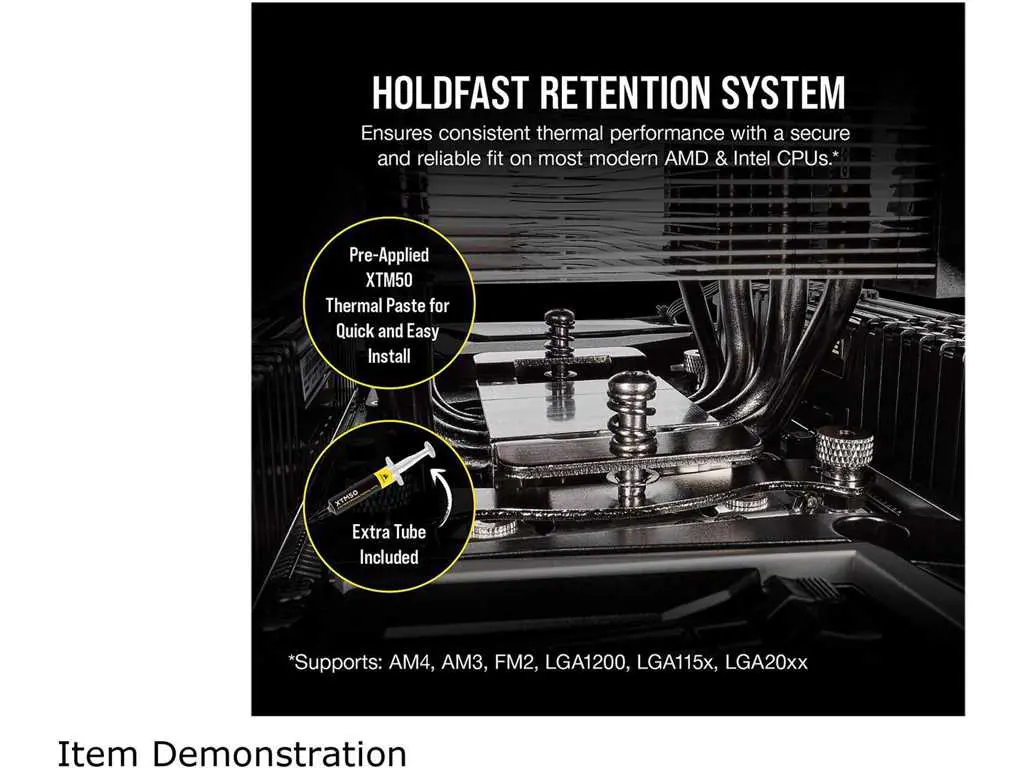 HOLDFAST RETENTION SYSTEM
Ensures consistent thermal performance with a secure
and reliable fit on most modern AMD & Intel CPUs.*
Pre-Applied
XTM50
Thermal Paste for
Quick and Easy
Install
XTM50
Extra Tube
Included
*Supports: AM4, AM3, FM2, LGA1200, LGA115x, LGA20xx
Item Demonstration